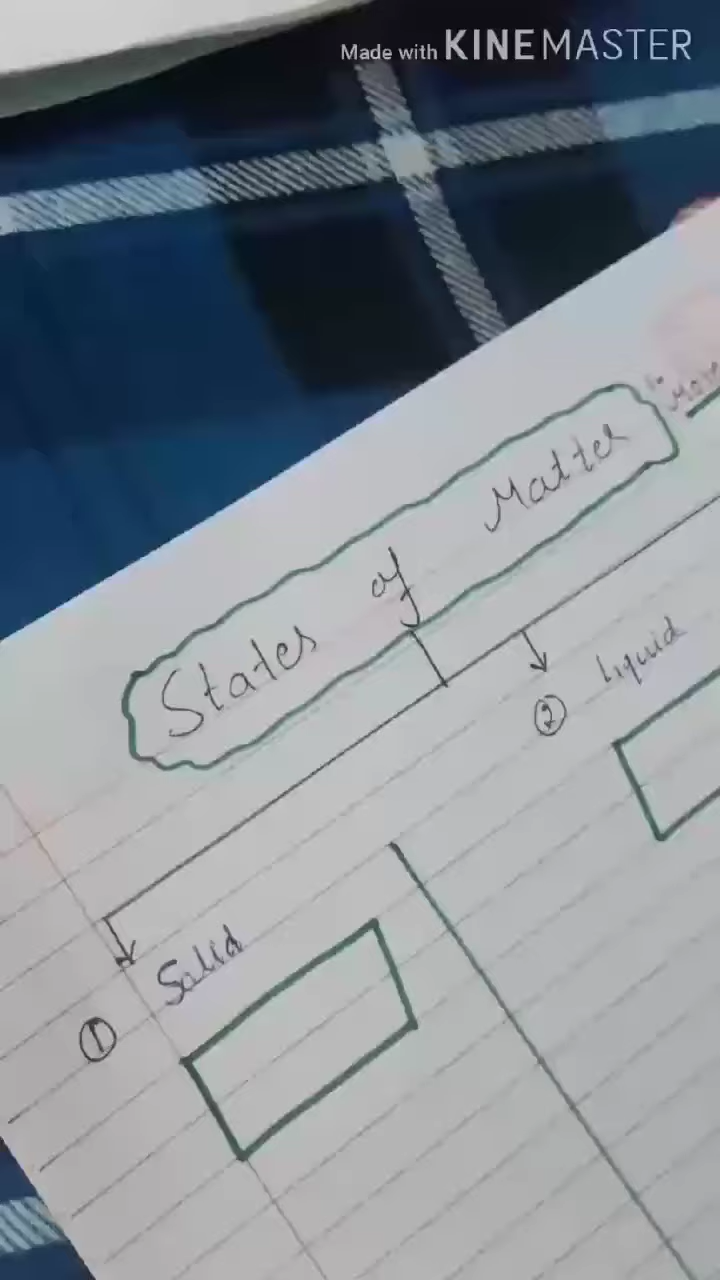 Made with KINEMASTER
States of Matter
② Liquid
① Solid